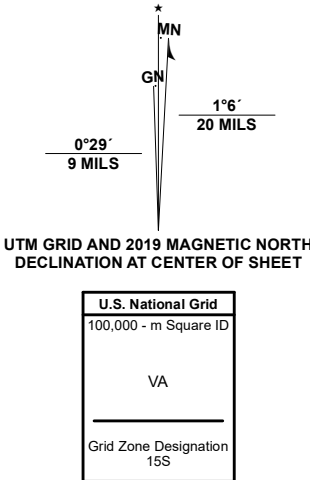 ★
MN
GN
1°6´
20 MILS
0°29´
9 MILS
UTM GRID AND 2019 MAGNETIC NORTH
DECLINATION AT CENTER OF SHEET
U.S. National Grid
100,000 - m Square ID
VA
Grid Zone Designation
15S